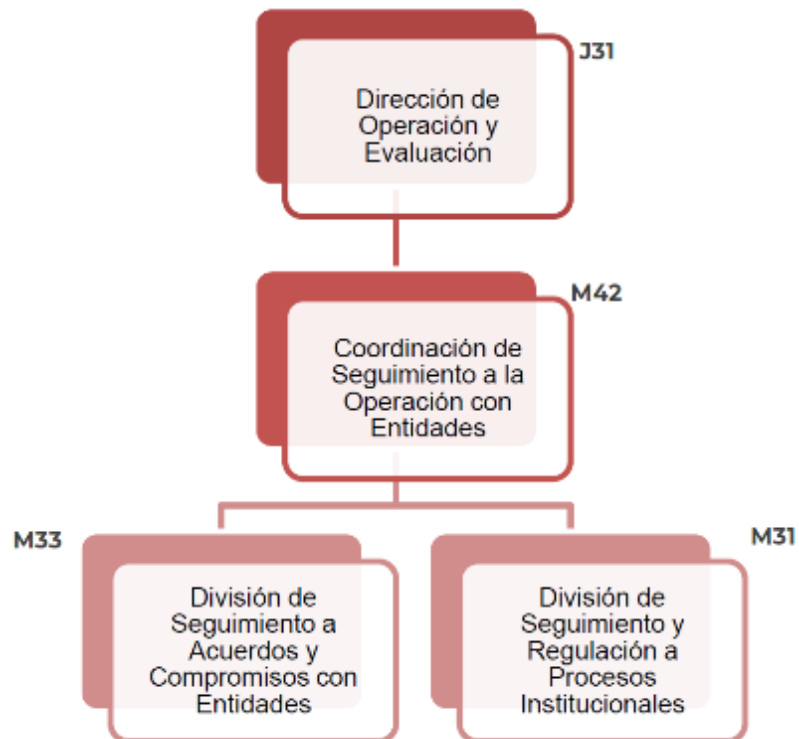 J31
Dirección de
Operación y
Evaluación
M42
Coordinación de
Seguimiento a la
Operación con
Entidades
M33
División de
Seguimiento a
Acuerdos y
Compromisos con
Entidades
M31
División de
Seguimiento y
Regulación a
Procesos
Institucionales